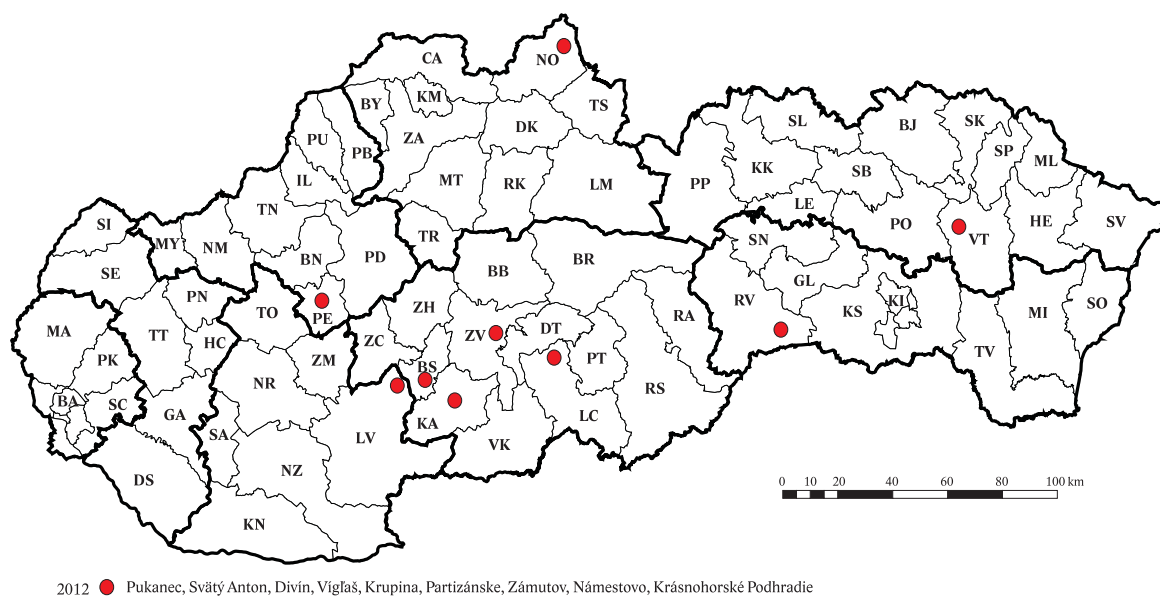 CA
NO
KM
BY
TS
PU
ZA
DK
PB
IL
MT
RK
LM
TN
SL
BJ
SK
SP
ML
PP
KK
SB
LE
PO
HE
SV
VT
SI
MY
NM
TR
BN
PD
SE
BB
BR
SN
GL
RV
KS
KI
MI
SO
PN
PE
TO
ZH
MA
TT
HC
ZC
ZV
DT
RA
PK
ZM
BS
PT
TV
NR
RS
BA
SC
GA
SA
KA
LC
LV
VK
DS
NZ
KN
0 10 20 40 60 80 100 km
2012 Pukanec, Svätý Anton, Divín, Vígľaš, Krupina, Partizánske, Zámutov, Námestovo, Krásnohorské Podhradie